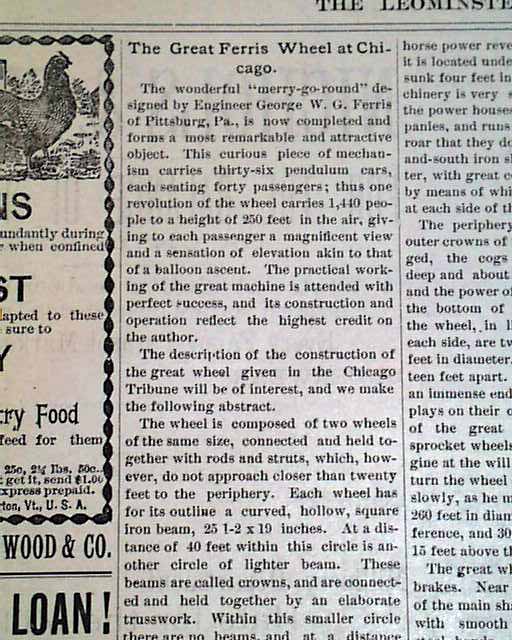 THE LEOMINSTE
The Great Ferris Wheel at Chi-
cago.
The wonderful "merry-go-round" de-
signed by Engineer George W. G. Ferris
of Pittsburg, Pa., is now completed and
forms a most remarkable and attractive
object. This curious piece of mechan-
ism carries thirty-six pendulum cars,
each seating forty passengers; thus one
revolution of the wheel carries 1,440 peo-
ple to a height of 250 feet in the air, giv-
ing to each passenger a magnificent view
and a sensation of elevation akin to that
of a balloon ascent. The practical work-
ing of the great machine is attended with
perfect success, and its construction and
operation reflect the highest credit on
the author.
The description of the construction of
the great wheel given in the Chicago
Tribune will be of interest, and we make
the following abstract.
The wheel is composed of two wheels
of the same size, connected and held to-
gether with rods and struts, which, how-
ever, do not approach closer than twenty
feet to the periphery. Each wheel has
for its outline a curved, hollow, square
iron beam, 25 1-2 x 19 inches. At a dis-
tance of 40 feet within this circle is an-
other circle of lighter beam. These
beams are called crowns, and are connect-
ed and held together by an elaborate
trusswork. Within this smaller circle
there are no beams, and at a distance
NS
undantly during
r when confined
ST
lapted to these
sure to
Y
rry Food
feed for them
25c, 2¼ lbs. 50c..
t get it, send $1.00
express prepaid.
rton, Vt., U. S. A.
WOOD & CO.
LOAN!
horse power reve
it is located unde
sunk four feet in
chinery is very s
the power houses
panies, and runs
roar that they do
and-south iron sl
ter, with great c
by means of whi
at each side of th
The periphery
outer crowns of
ged, the cogs
deep and about
and the power of
the bottom of
the wheel, in li
each side, are tw
feet in diameter.
teen feet apart.
an immense end
plays on their o
of the great
sprocket wheels
gine at the will
turn the wheel
slowly, as he m
260 feet in diam
ference, and 30
15 feet above th
The great wh
brakes. Near
of the main sha
with smooth